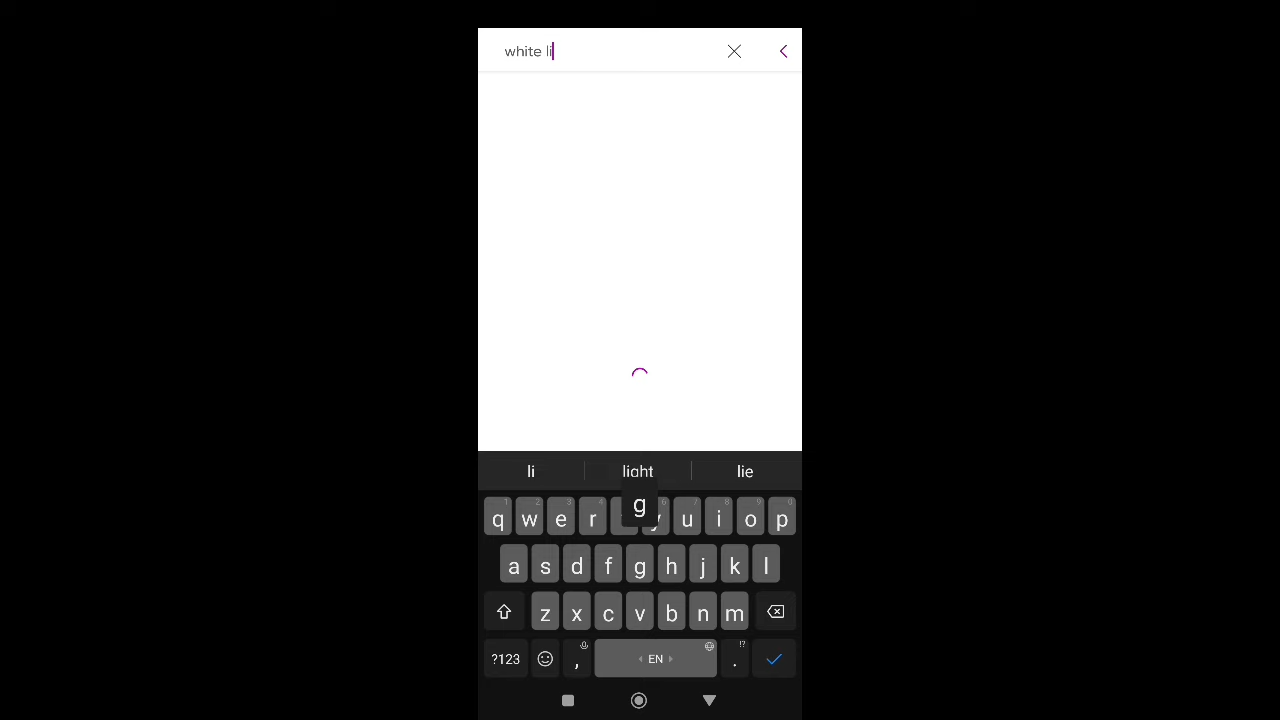 white li
li light lie
g
q w e r y u i o p
a s d f g h j k l
z x c v b n m
?123 , EN . !?